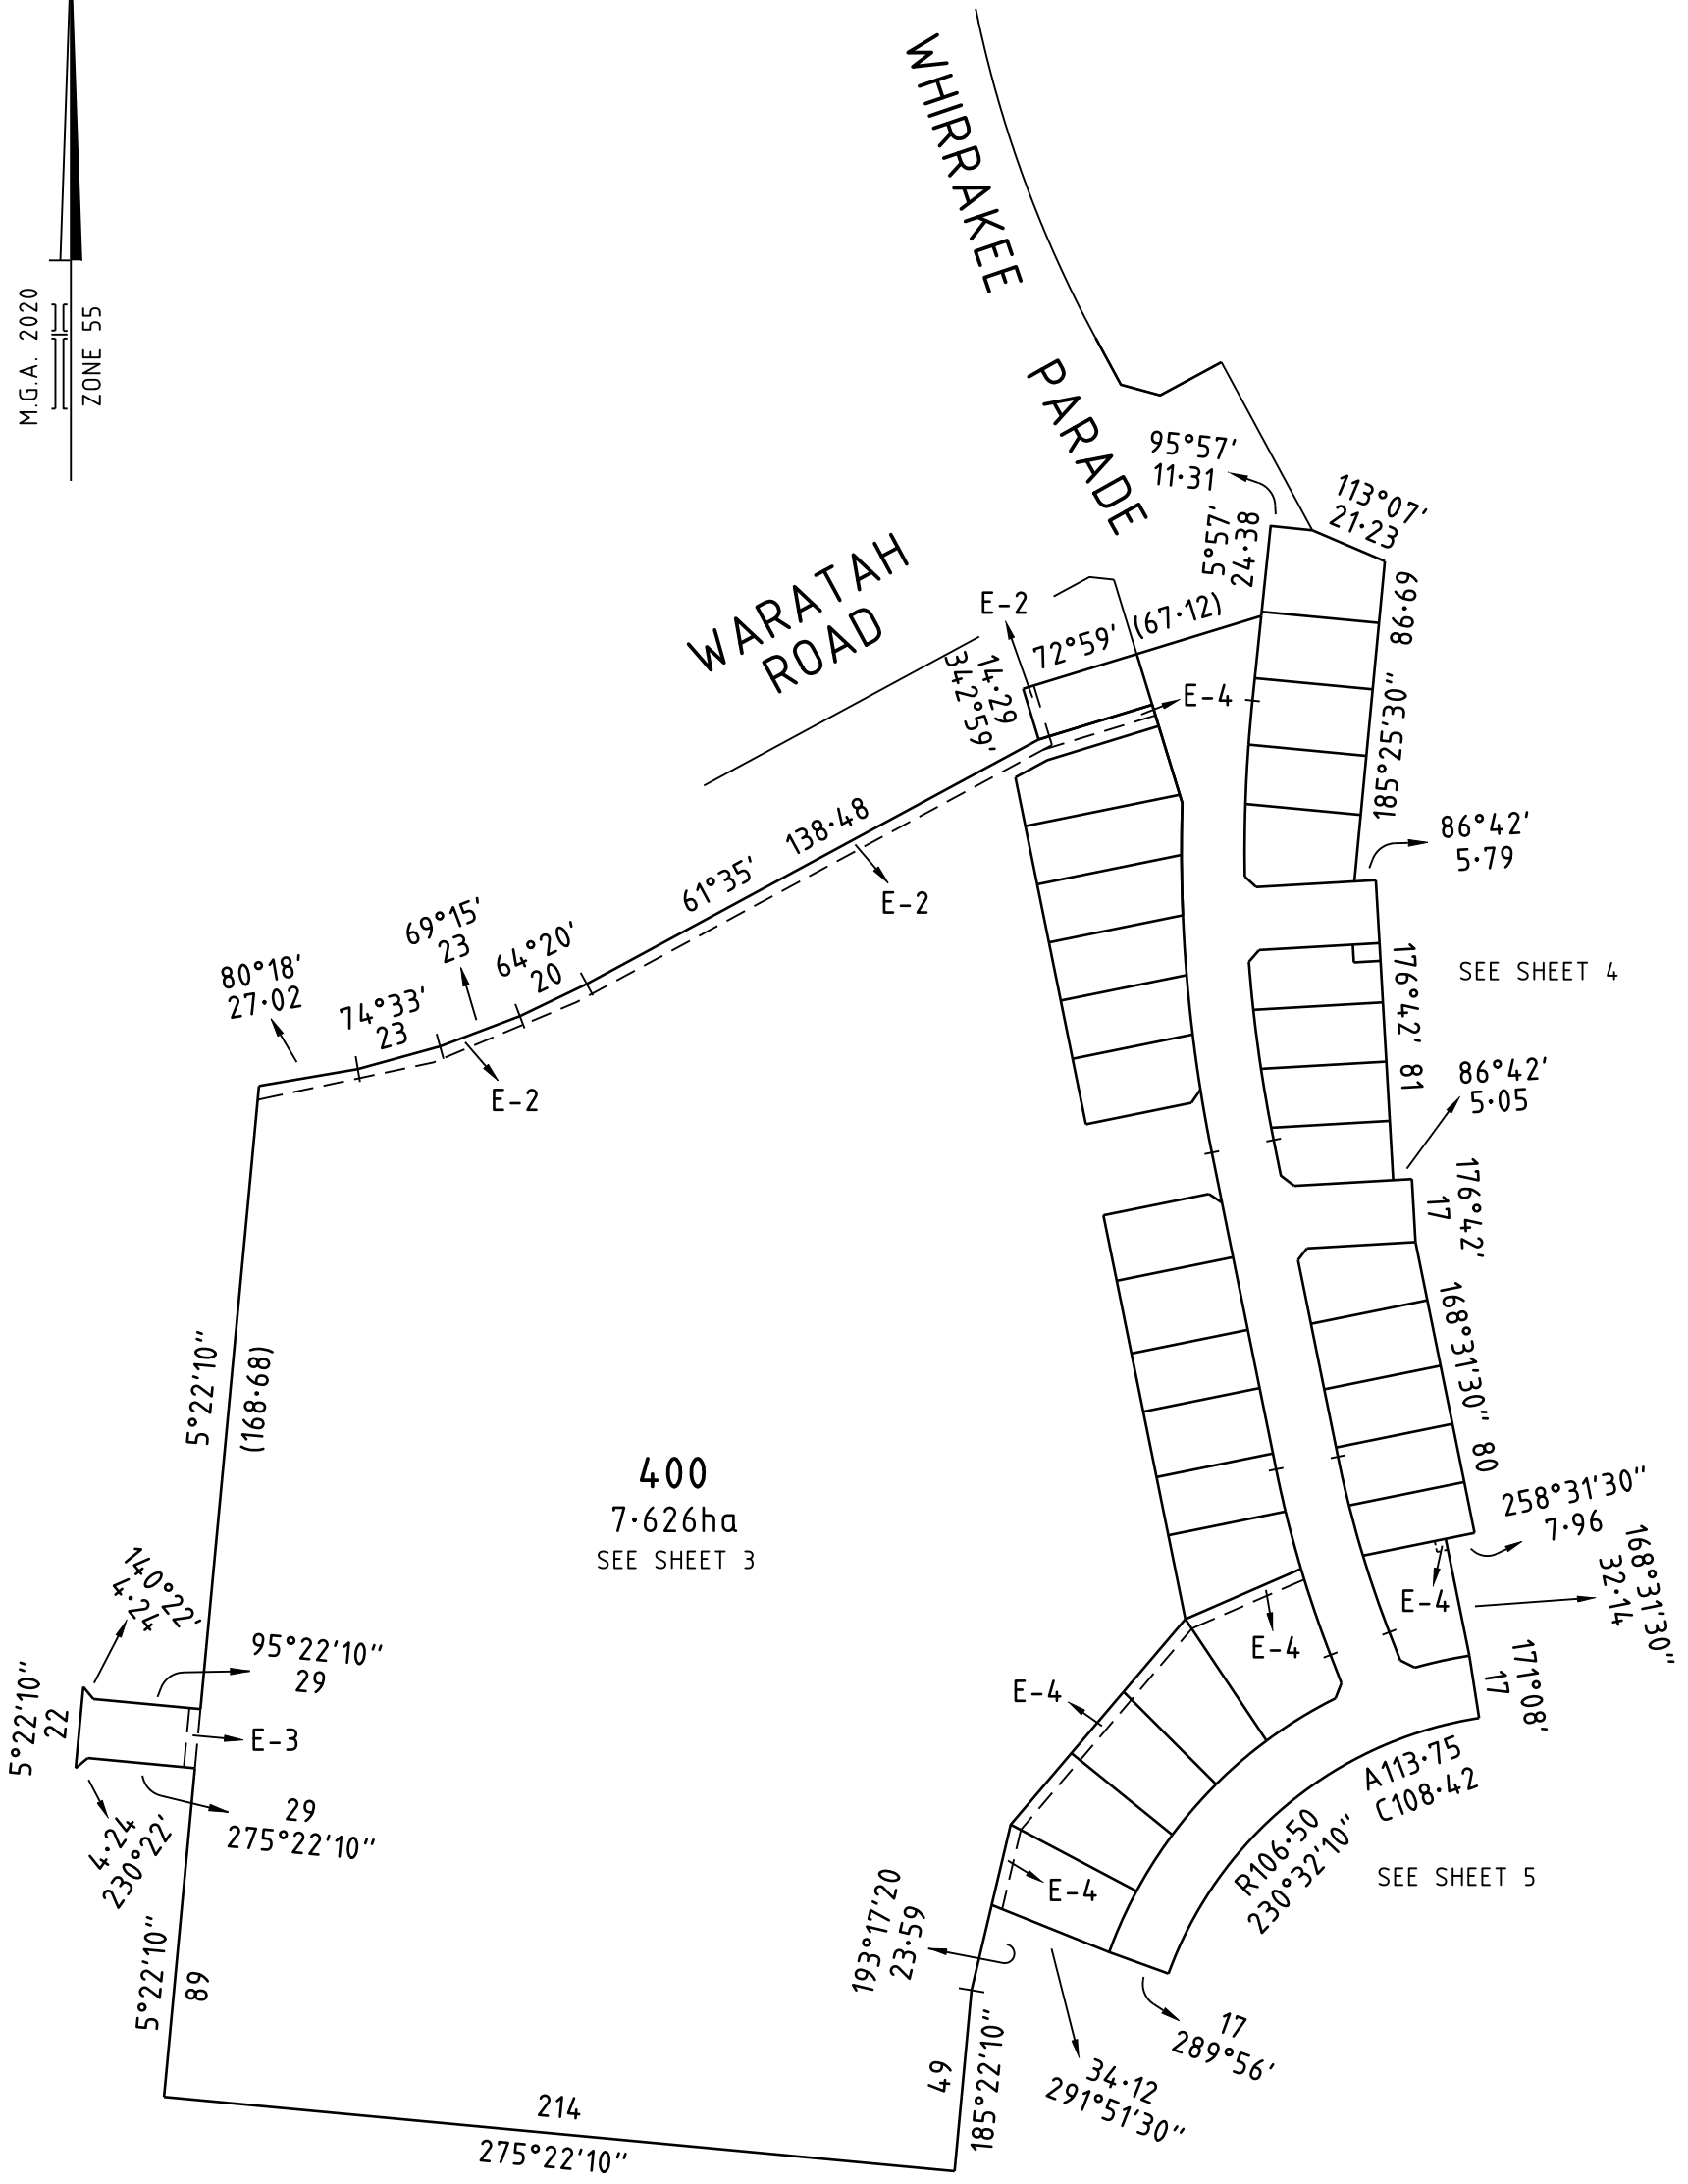 M.G.A. 2020
ZONE 55
WHIRRAKEE PARADE
WARATAH
ROAD
95°57'
11·31
113°07'
21·23
5°57'
24·38
86·69
185°25'30"
E-2
72°59' (67·12)
14·29
342°59'
E-4
86°42'
5·79
138·48
61°35'
E-2
SEE SHEET 4
69°15'
23
64°20'
20
80°18'
27·02
74°33'
23
E-2
176°42' 81
86°42'
5·05
176°42'
17
168°31'30" 80
5°22'10"
(168·68)
400
7·626ha
SEE SHEET 3
258°31'30"
7·96
168°31'30"
32·14
E-4
E-4
140°22'
4·24
95°22'10"
29
5°22'10"
22
E-3
E-4
171°08'
17
29
275°22'10"
4·24
230°22'
A113·75
C108·42
R106·50
230°32'10"
SEE SHEET 5
E-4
193°17'20
23·59
5°22'10"
89
17
289°56'
34·12
291°51'30"
49
185°22'10"
214
275°22'10"